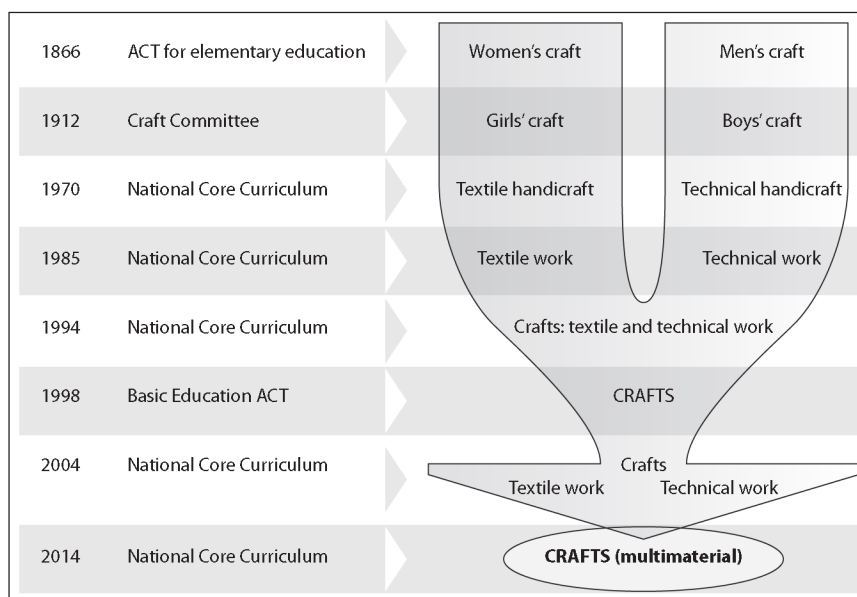 1866 ACT for elementary education Women’s craft Men’s craft
1912 Craft Committee Girls’ craft Boys’ craft
1970 National Core Curriculum Textile handicraft Technical handicraft
1985 National Core Curriculum Textile work Technical work
1994 National Core Curriculum Crafts: textile and technical work
1998 Basic Education ACT CRAFTS
2004 National Core Curriculum Crafts
Textile work Technical work
2014 National Core Curriculum CRAFTS (multimaterial)